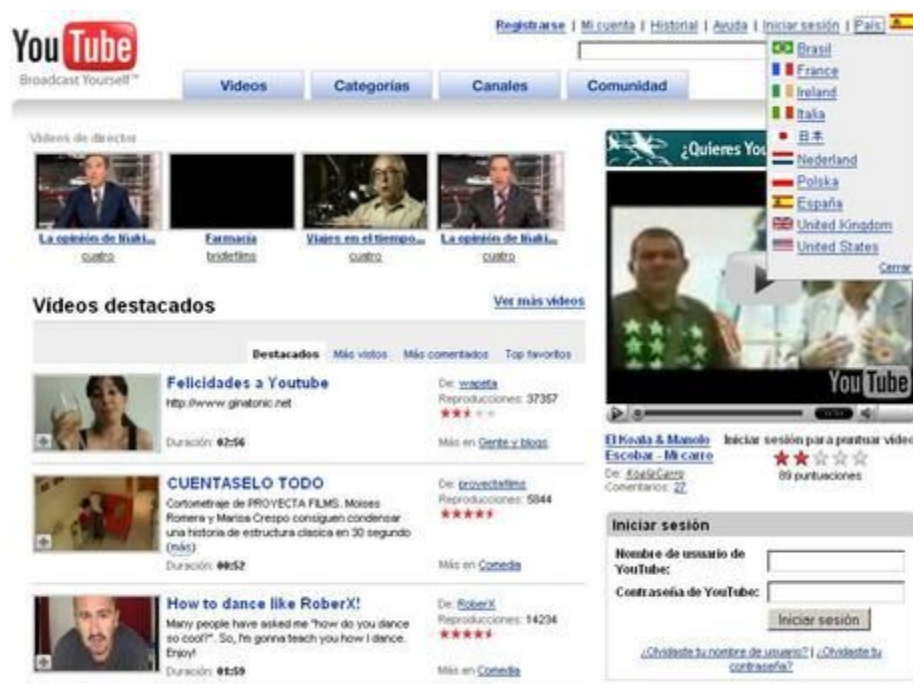 Registrarse | Mi cuenta | Historial | Ayuda | Iniciar sesión | País:
YouTube
Broadcast Yourself™
Videos Categorías Canales Comunidad
Brasil
France
Ireland
Italia
日本
Nederland
Polska
España
United Kingdom
United States
Cerrar
Videos de director
La opinión de Iñaki...
cuatro
Farmacia
bridefilms
Viajes en el tiempo...
cuatro
La opinión de Iñaki...
cuatro
Vídeos destacados
Ver más vídeos
Destacados Más vistos Más comentados Top favoritos
Felicidades a Youtube
http://www.ginatonic.net
Duración: 02:56
De: wapeta
Reproducciones: 37357
Más en Gente y blogs
CUENTASELO TODO
Cortometraje de PROYECTA FILMS. Moises
Romera y Marisa Crespo consiguen condensar
una historia de estructura clasica en 30 segundo
(más)
Duración: 00:52
De: proyectafilms
Reproducciones: 5844
Más en Comedia
How to dance like RoberX!
Many people have asked me "how do you dance
so cool?". So, I'm gonna teach you how I dance.
Enjoy!
Duración: 01:59
De: RoberX
Reproducciones: 14234
Más en Comedia
¿Quieres You
YouTube
El Koala & Manolo
Escobar - Mi carro
De: KoalaCarro
Comentarios: 27
Iniciar sesión para puntuar vídeo
89 puntuaciones
Iniciar sesión
Nombre de usuario de
YouTube:
Contraseña de YouTube:
Iniciar sesión
¿Olvidaste tu nombre de usuario? | ¿Olvidaste tu
contraseña?